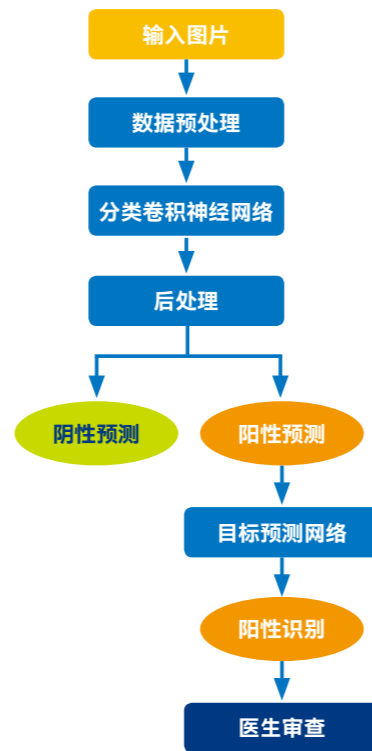 输入图片
数据预处理
分类卷积神经网络
后处理
阴性预测
阳性预测
目标预测网络
阳性识别
医生审查